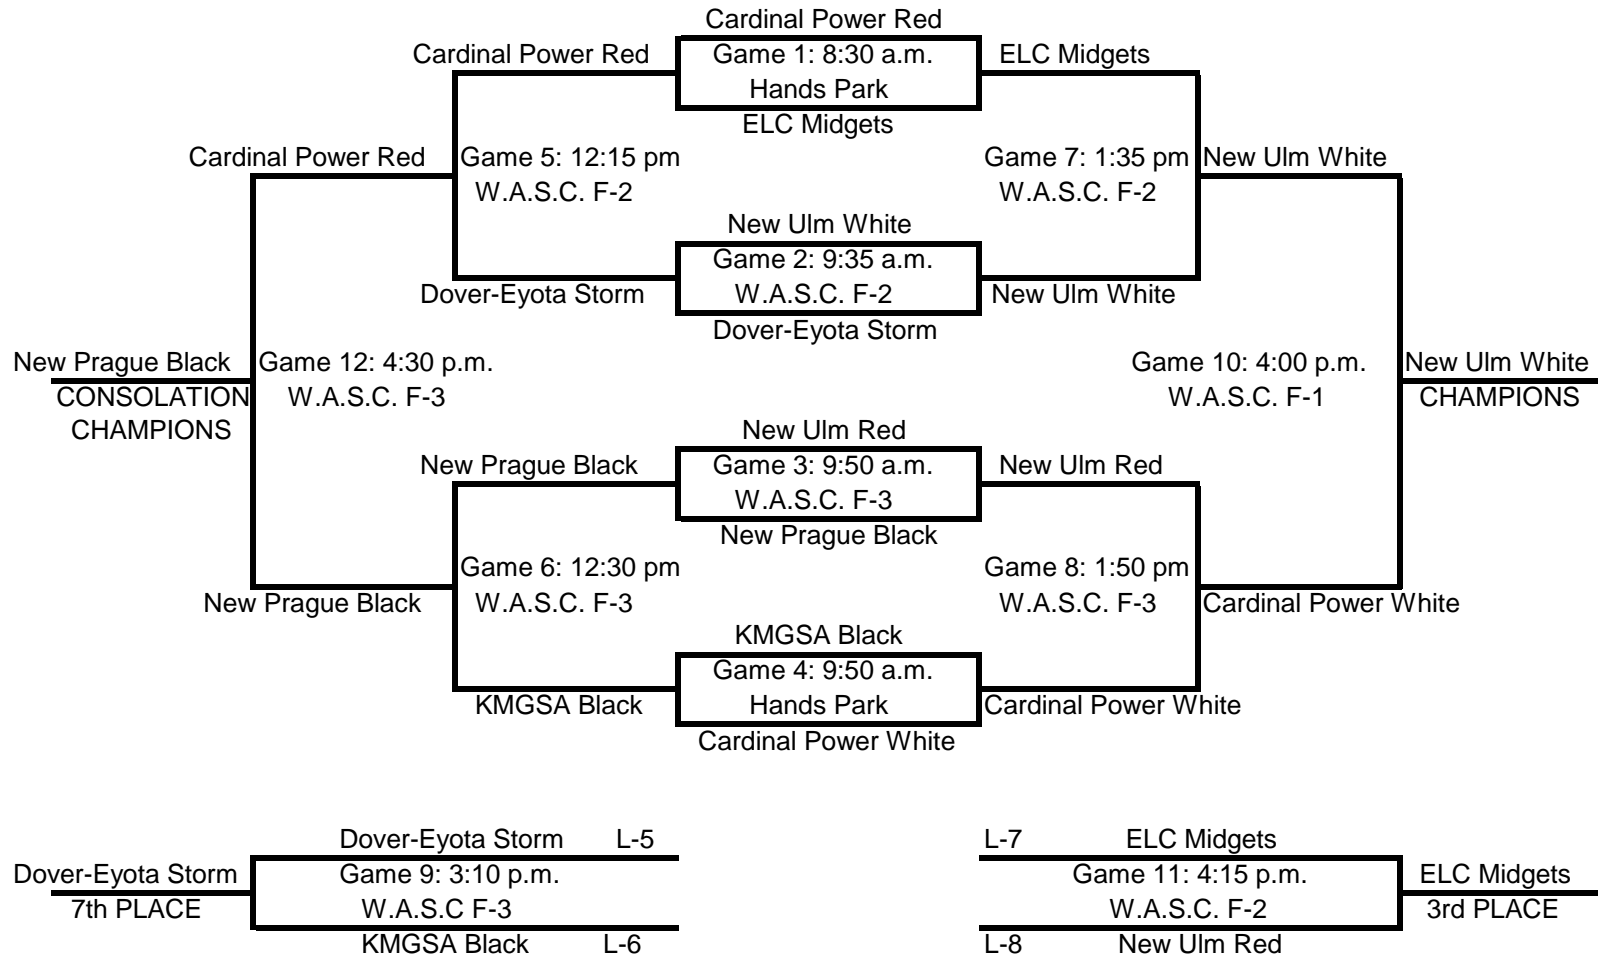 Cardinal Power Red
Cardinal Power Red
Game 1: 8:30 a.m.
ELC Midgets
Hands Park
ELC Midgets
Cardinal Power Red
Game 5: 12:15 pm
Game 7: 1:35 pm
New Ulm White
W.A.S.C. F-2
W.A.S.C. F-2
New Ulm White
Game 2: 9:35 a.m.
Dover-Eyota Storm
W.A.S.C. F-2
New Ulm White
Dover-Eyota Storm
New Prague Black
Game 12: 4:30 p.m.
Game 10: 4:00 p.m.
New Ulm White
CONSOLATION
W.A.S.C. F-3
W.A.S.C. F-1
CHAMPIONS
CHAMPIONS
New Ulm Red
New Prague Black
Game 3: 9:50 a.m.
New Ulm Red
W.A.S.C. F-3
New Prague Black
Game 6: 12:30 pm
Game 8: 1:50 pm
New Prague Black
W.A.S.C. F-3
W.A.S.C. F-3
Cardinal Power White
KMGSA Black
Game 4: 9:50 a.m.
KMGSA Black
Hands Park
Cardinal Power White
Cardinal Power White
Dover-Eyota Storm L-5
L-7 ELC Midgets
Dover-Eyota Storm
Game 9: 3:10 p.m.
Game 11: 4:15 p.m.
ELC Midgets
7th PLACE
W.A.S.C F-3
W.A.S.C. F-2
3rd PLACE
KMGSA Black L-6
L-8 New Ulm Red